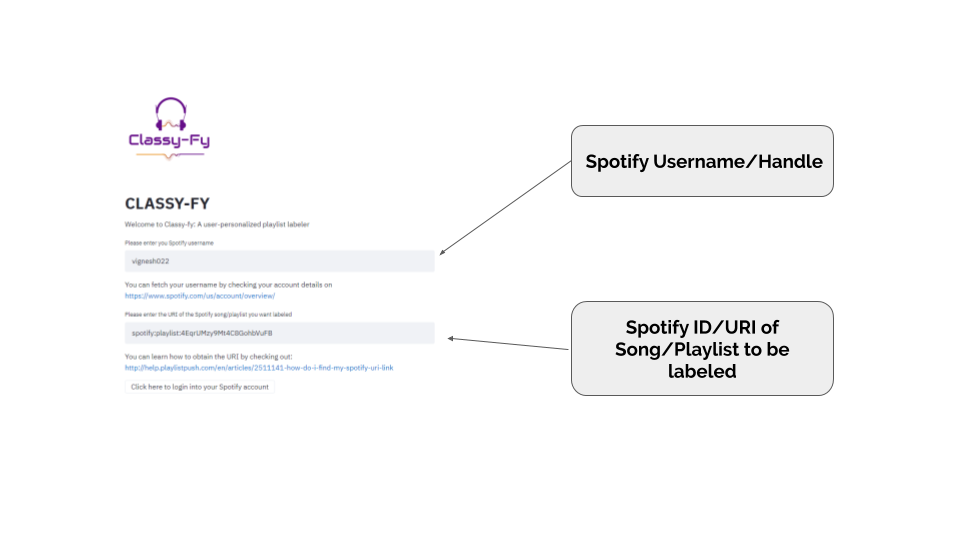 Classy-Fy
CLASSY-FY
Welcome to Classy-fy: A user-personalized playlist labeler
Please enter you Spotify username
vignesh022
You can fetch your username by checking your account details on
https://www.spotify.com/us/account/overview/
Please enter the URI of the Spotify song/playlist you want labeled
spotify:playlist:4EqrUMzy9Mt4C8GohbVuFB
You can learn how to obtain the URI by checking out:
http://help.playlistpush.com/en/articles/2511141-how-do-i-find-my-spotify-uri-link
Click here to login into your Spotify account
Spotify Username/Handle
Spotify ID/URI of
Song/Playlist to be
labeled